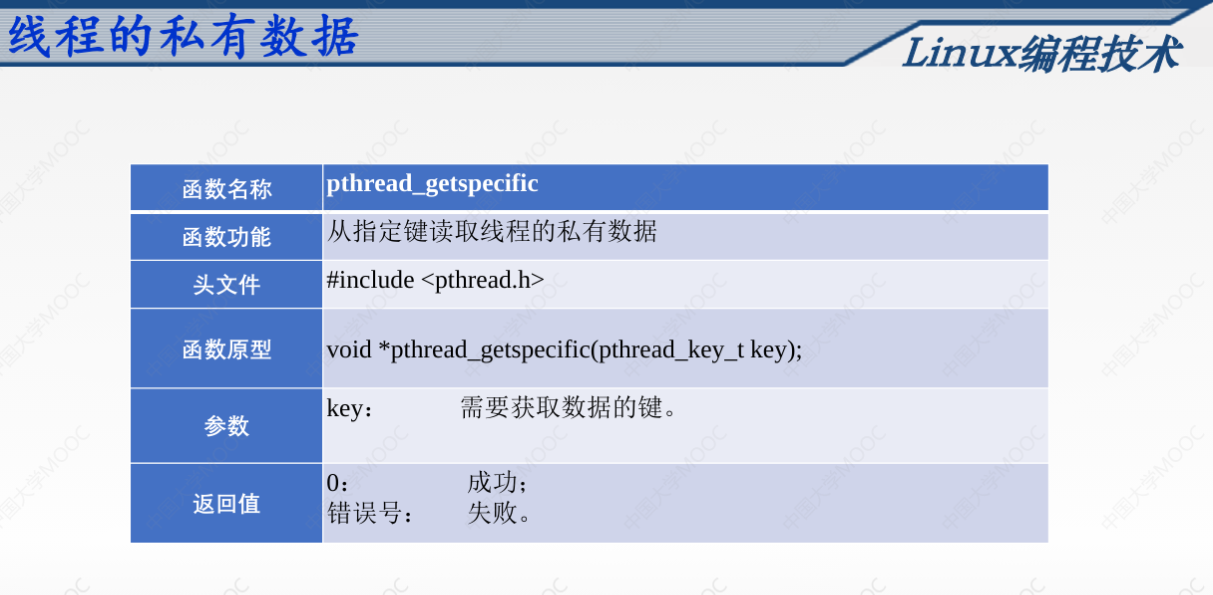 线程的私有数据
Linux编程技术
函数名称 pthread_getspecific
函数功能 从指定键读取线程的私有数据
头文件 #include <pthread.h>
函数原型 void *pthread_getspecific(pthread_key_t key);
参数 key： 需要获取数据的键。
返回值 0： 成功；
错误号： 失败。
中国大学MOOC